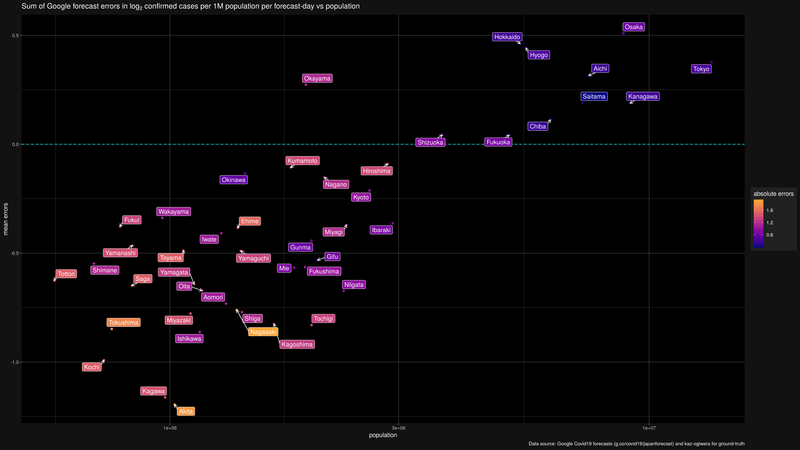 Sum of Google forecast errors in log₂ confirmed cases per 1M population per forecast-day vs population
Osaka
Hokkaido
0.5
Hyogo
Aichi
Tokyo
Okayama
Saitama
Kanagawa
Chiba
Shizuoka
Fukuoka
0.0
Kumamoto
Hiroshima
Okinawa
Nagano
Kyoto
absolute errors
Wakayama
1.6
Fukui
Ehime
1.2
Miyagi
Ibaraki
mean errors
Iwate
0.8
Gunma
-0.5
Yamanashi
Toyama
Yamaguchi
Gifu
Tottori
Shimane
Yamagata
Mie
Fukushima
Saga
Oita
Niigata
Aomori
Tokushima
Miyazaki
Shiga
Tochigi
Nagasaki
Ishikawa
Kagoshima
-1.0
Kochi
Kagawa
Akita
1e+06
3e+06
1e+07
population
Data source: Google Covid19 forecasts (g.co/covid19/japanforecast) and kaz-ogiwara for ground-truth